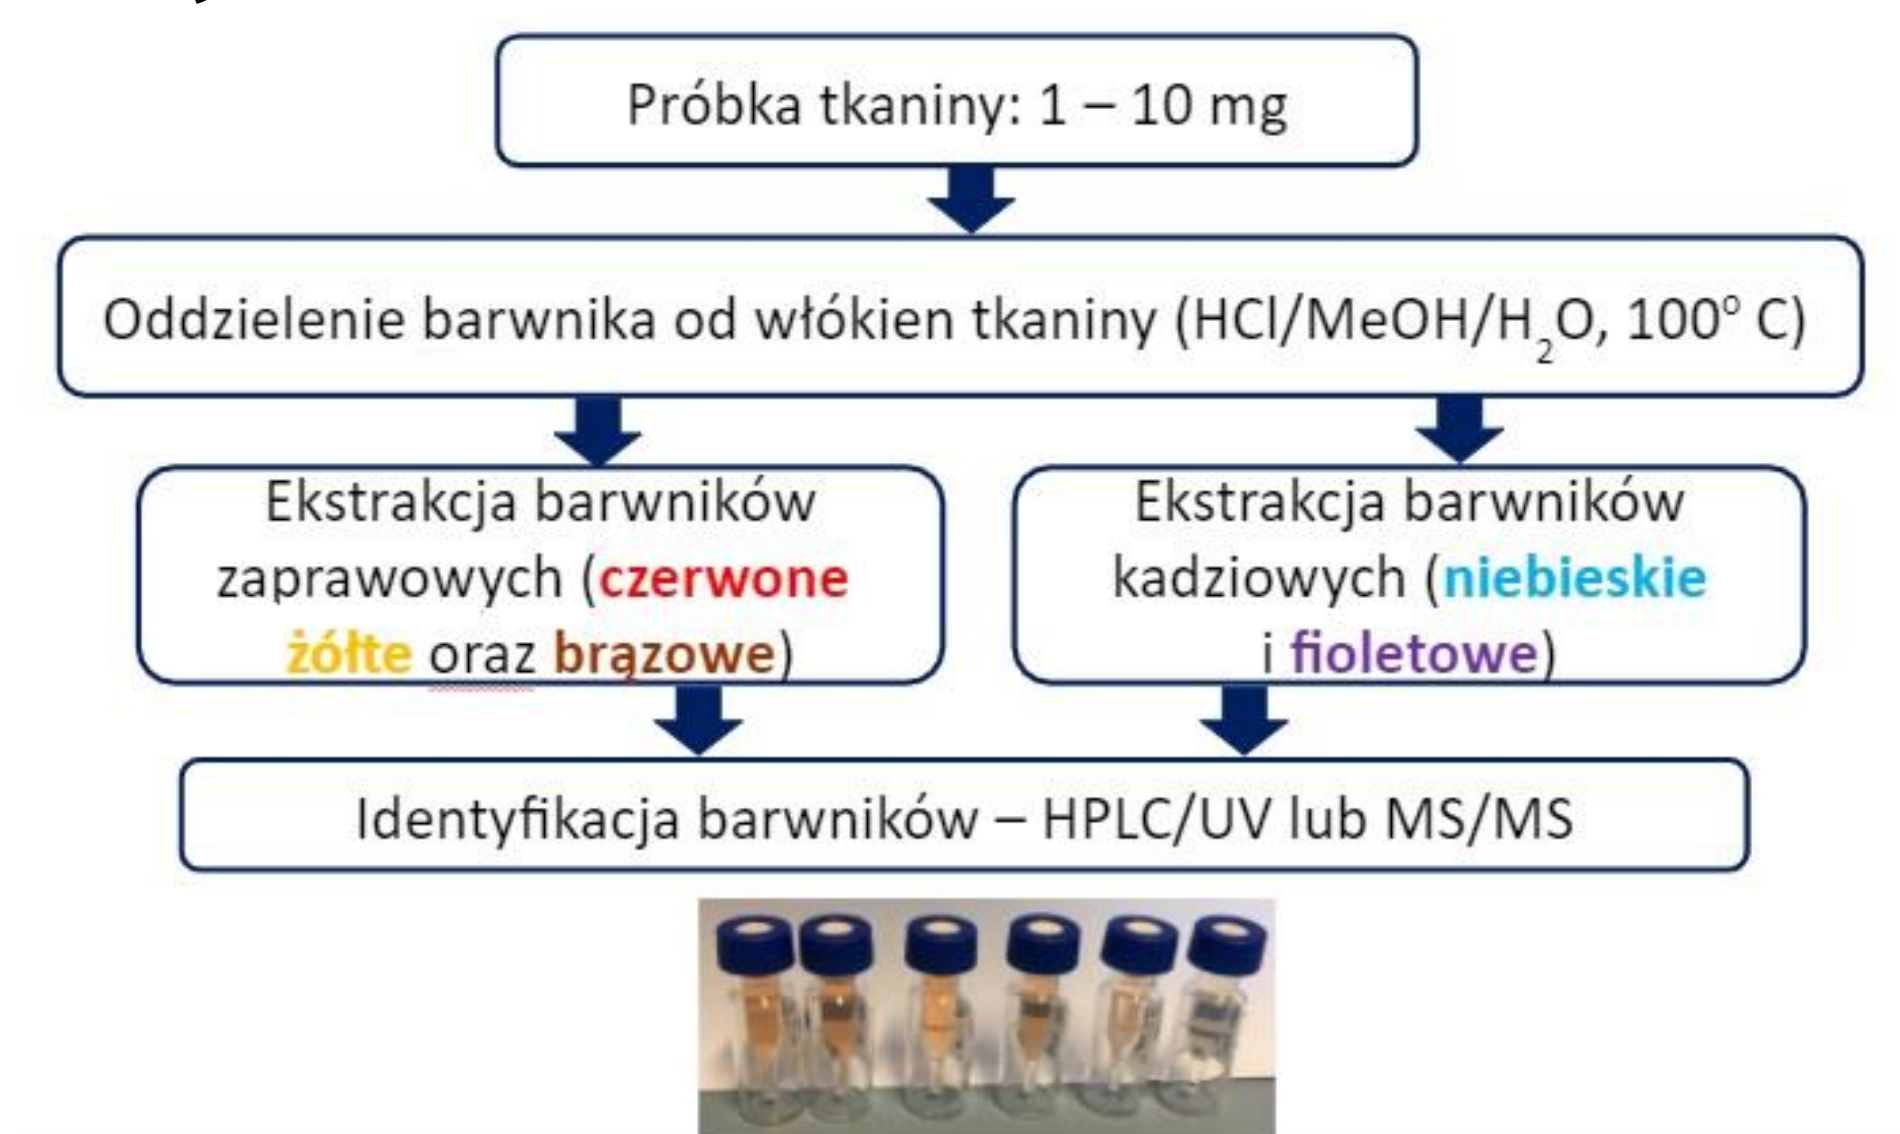 Próbka tkaniny: 1 – 10 mg
Oddzielenie barwnika od włókien tkaniny (HCl/MeOH/H₂O, 100º C)
Ekstrakcja barwników
zaprawowych (czerwone
żółte oraz brązowe)
Ekstrakcja barwników
kadziowych (niebieskie
i fioletowe)
Identyfikacja barwników – HPLC/UV lub MS/MS